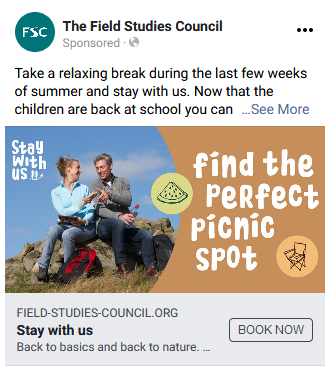 FSC
The Field Studies Council
Sponsored ·
Take a relaxing break during the last few weeks
of summer and stay with us. Now that the
children are back at school you can ...See More
Stay
With
us
find the
perfect
picnic
spot
FIELD-STUDIES-COUNCIL.ORG
Stay with us
Back to basics and back to nature. ...
BOOK NOW